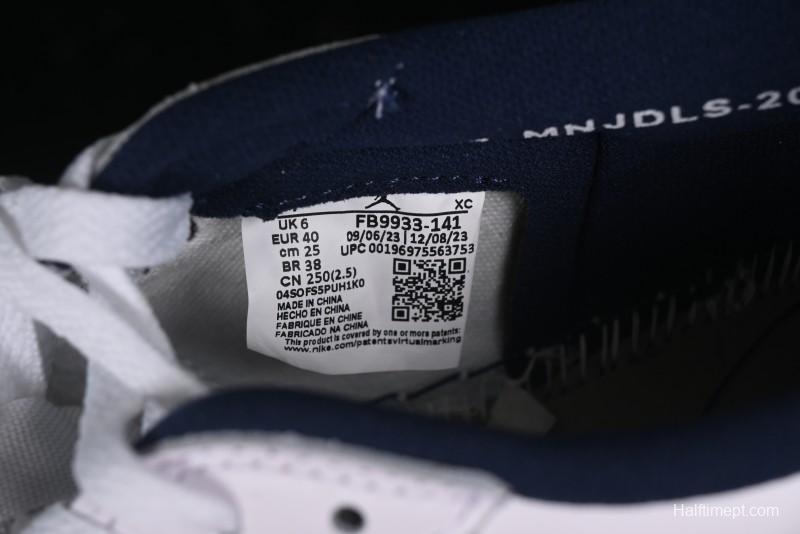 MNJDLS-20
XC
UK 6
EUR 40
cm 25
BR 38
CN 250(2.5)
04SOFS5PUH1K0
FB9933-141
09/06/23 | 12/08/23
UPC 00196975563753
MADE IN CHINA
HECHO EN CHINA
FABRIQUE EN CHINE
FABRICADO NA CHINA
This product is covered by one or more patents:
www.nike.com/patentsvirtualmarking
Halftimept.com